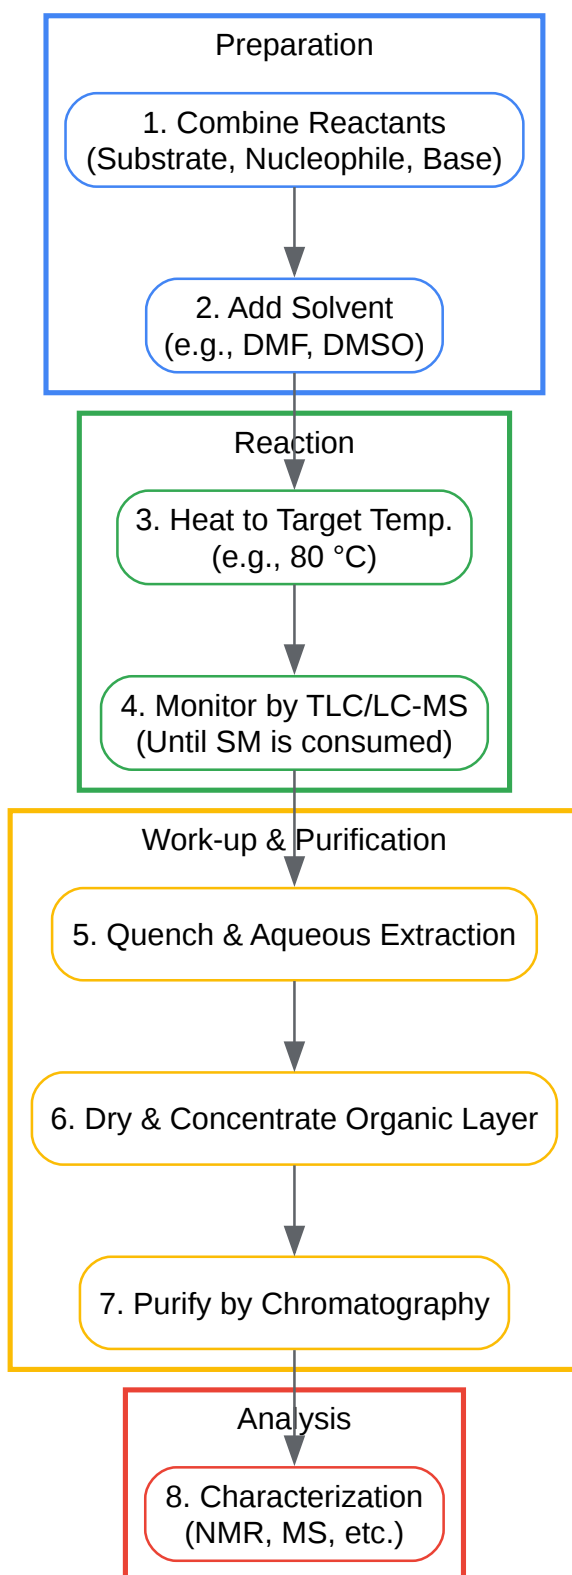 Preparation
1. Combine Reactants
(Substrate, Nucleophile, Base)
2. Add Solvent
(e.g., DMF, DMSO)
Reaction
3. Heat to Target Temp.
(e.g., 80 °C)
4. Monitor by TLC/LC-MS
(Until SM is consumed)
Work-up & Purification
5. Quench & Aqueous Extraction
6. Dry & Concentrate Organic Layer
7. Purify by Chromatography
Analysis
8. Characterization
(NMR, MS, etc.)